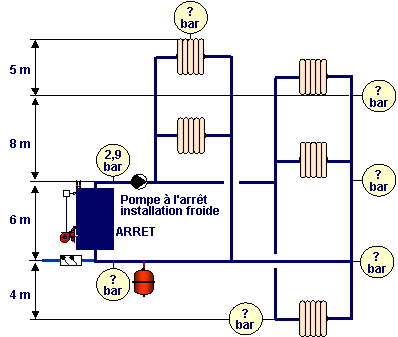 ?
bar
5 m
?
bar
8 m
2,9
bar
?
bar
Pompe à l'arrêt
installation froide
6 m
ARRET
?
bar
?
bar
4 m
?
bar